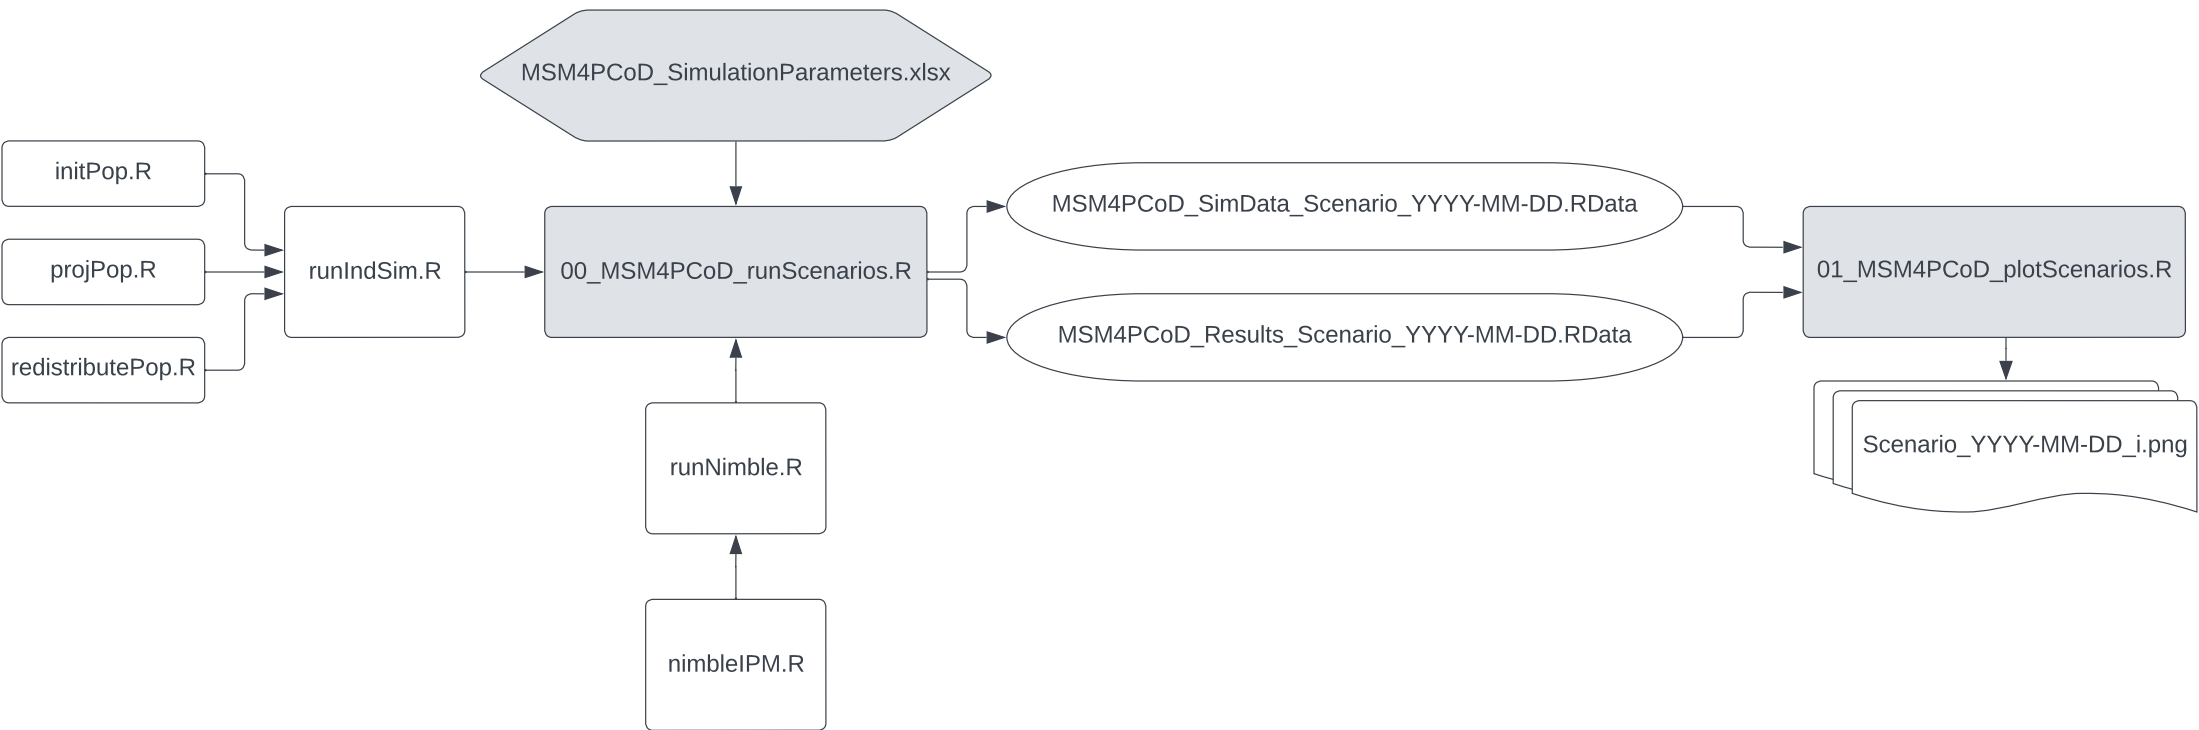 MSM4PCoD_SimulationParameters.xlsx
initPop.R
projPop.R
redistributePop.R
runIndSim.R
00_MSM4PCoD_runScenarios.R
MSM4PCoD_SimData_Scenario_YYYY-MM-DD.RData
MSM4PCoD_Results_Scenario_YYYY-MM-DD.RData
01_MSM4PCoD_plotScenarios.R
Scenario_YYYY-MM-DD_i.png
runNimble.R
nimbleIPM.R